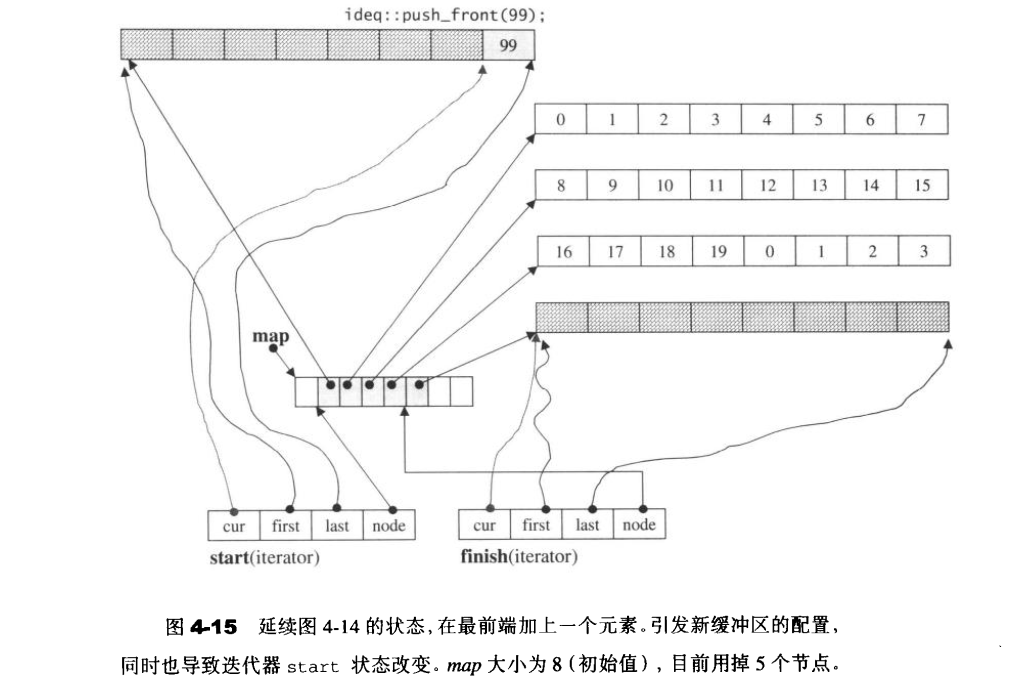 ideq::push_front(99);
99
0 1 2 3 4 5 6 7
8 9 10 11 12 13 14 15
16 17 18 19 0 1 2 3
map
cur first last node
start(iterator)
cur first last node
finish(iterator)
图 4-15 延续图 4-14 的状态,在最前端加上一个元素。引发新缓冲区的配置,
同时也导致迭代器 start 状态改变。map 大小为 8(初始值),目前用掉 5 个节点。